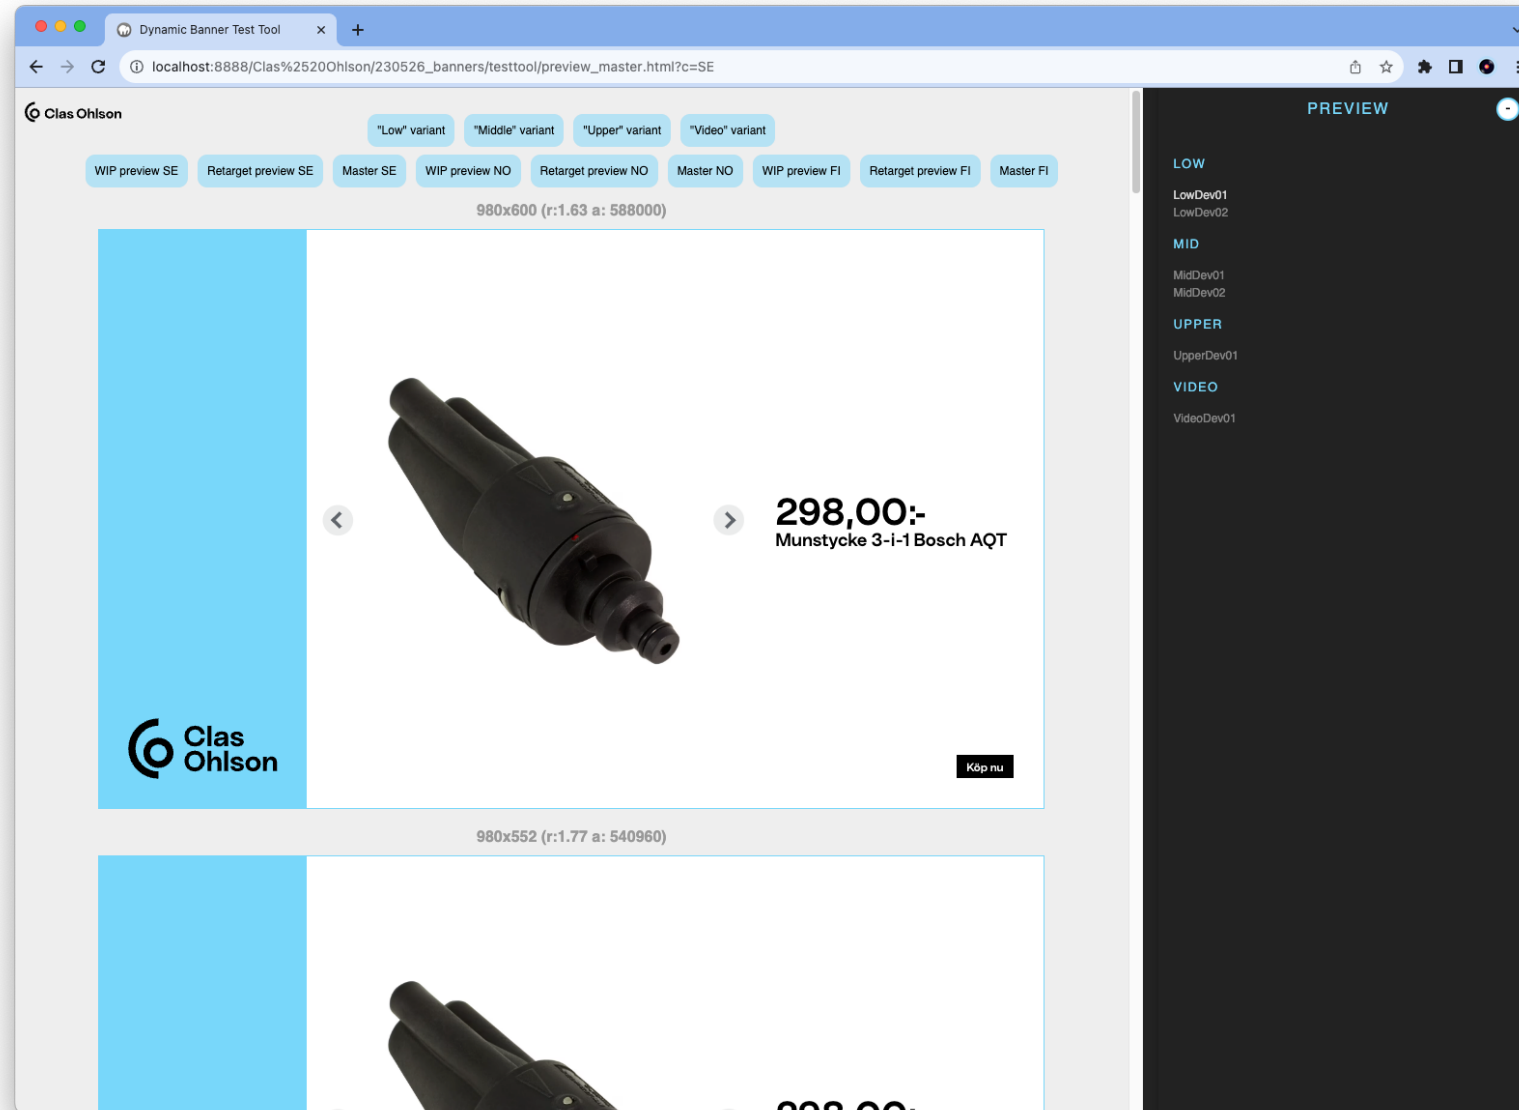 Dynamic Banner Test Tool
localhost:8888/Clas%2520Ohlson/230526_banners/testtool/preview_master.html?c=SE
Clas Ohlson
"Low" variant
"Middle" variant
"Upper" variant
"Video" variant
WIP preview SE
Retarget preview SE
Master SE
WIP preview NO
Retarget preview NO
Master NO
WIP preview FI
Retarget preview FI
Master FI
980x600 (r:1.63 a: 588000)
298,00:-
Munstycke 3-i-1 Bosch AQT
Clas
Ohlson
Köp nu
980x552 (r:1.77 a: 540960)
298,00:-
PREVIEW
-
LOW
LowDev01
LowDev02
MID
MidDev01
MidDev02
UPPER
UpperDev01
VIDEO
VideoDev01